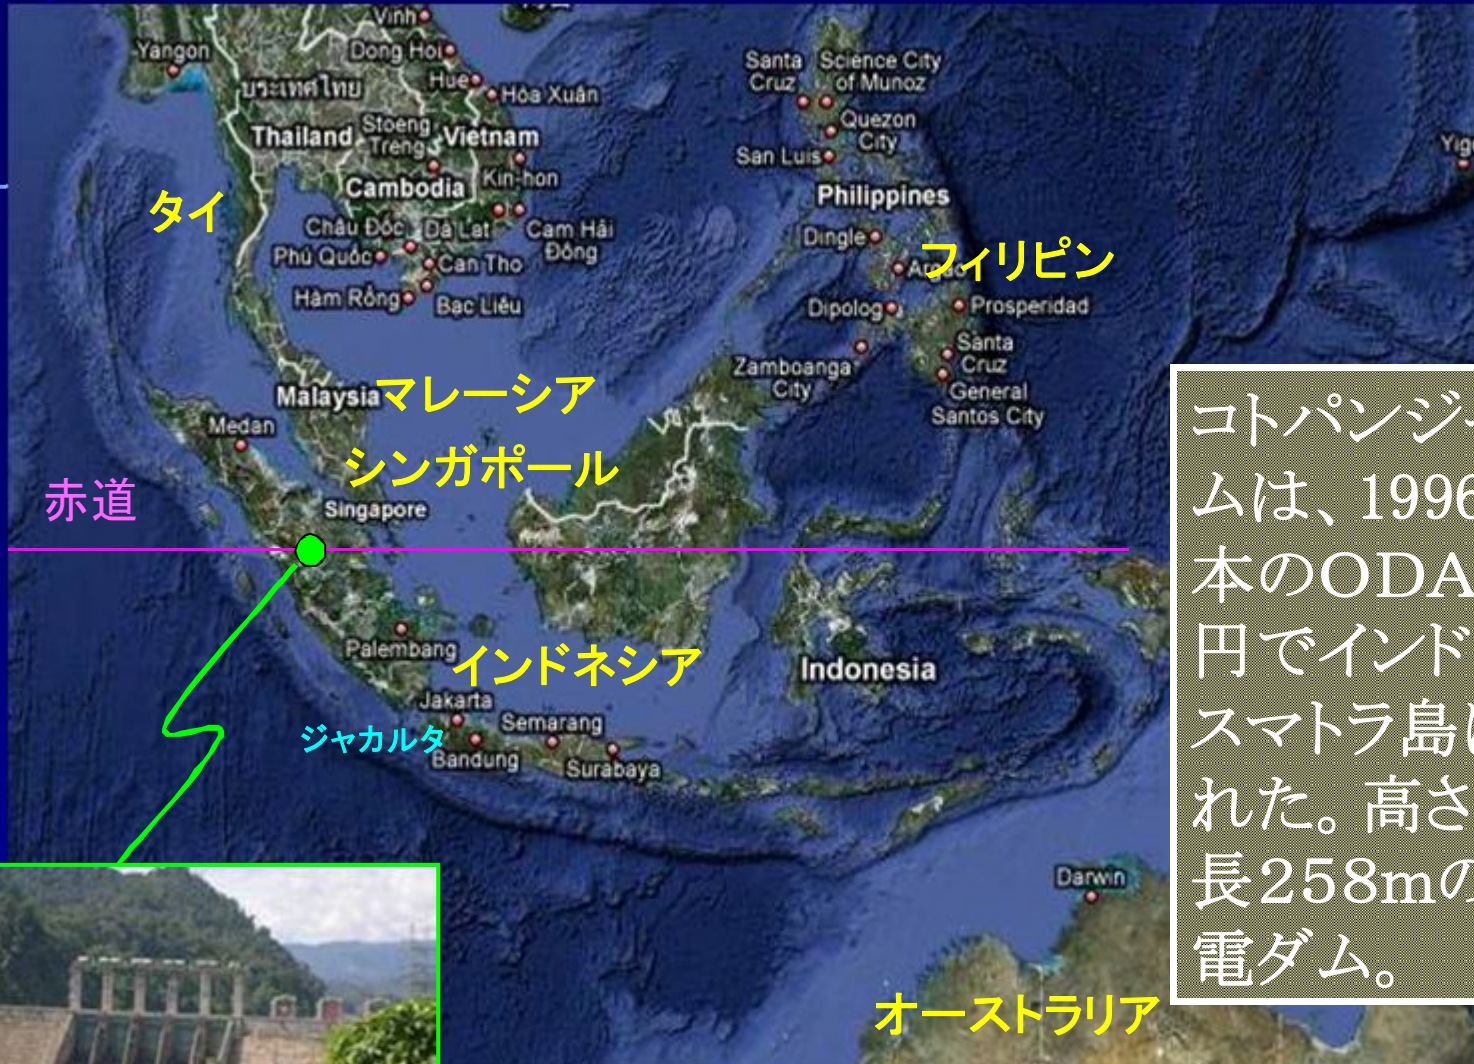 Vinh
Yangon
Dong Hoi
Hue
Hòa Xuân
ประเทศไทย
Thailand
Stoeng
Treng
Vietnam
Cambodia
Kin-hon
タイ
Châu Đốc
Da Lat
Cam Hải
Đông
Phú Quốc
Can Tho
Hàm Rồng
Bạc Liêu
Santa
Cruz
Science City
of Munoz
Quezon
City
San Luis
Philippines
Dingle
フィリピン
Dipolog
Prosperidad
Santa
Cruz
Zamboanga
City
General
Santos City
Malaysia
マレーシア
Medan
シンガポール
赤道
Singapore
Palembang
インドネシア
Indonesia
Jakarta
ジャカルタ
Semarang
Bandung
Surabaya
Darwin
オーストラリア
コトパンジ
ムは、1996
本のODA
円でインド
スマトラ島
れた。高さ
長258mの
電ダム。